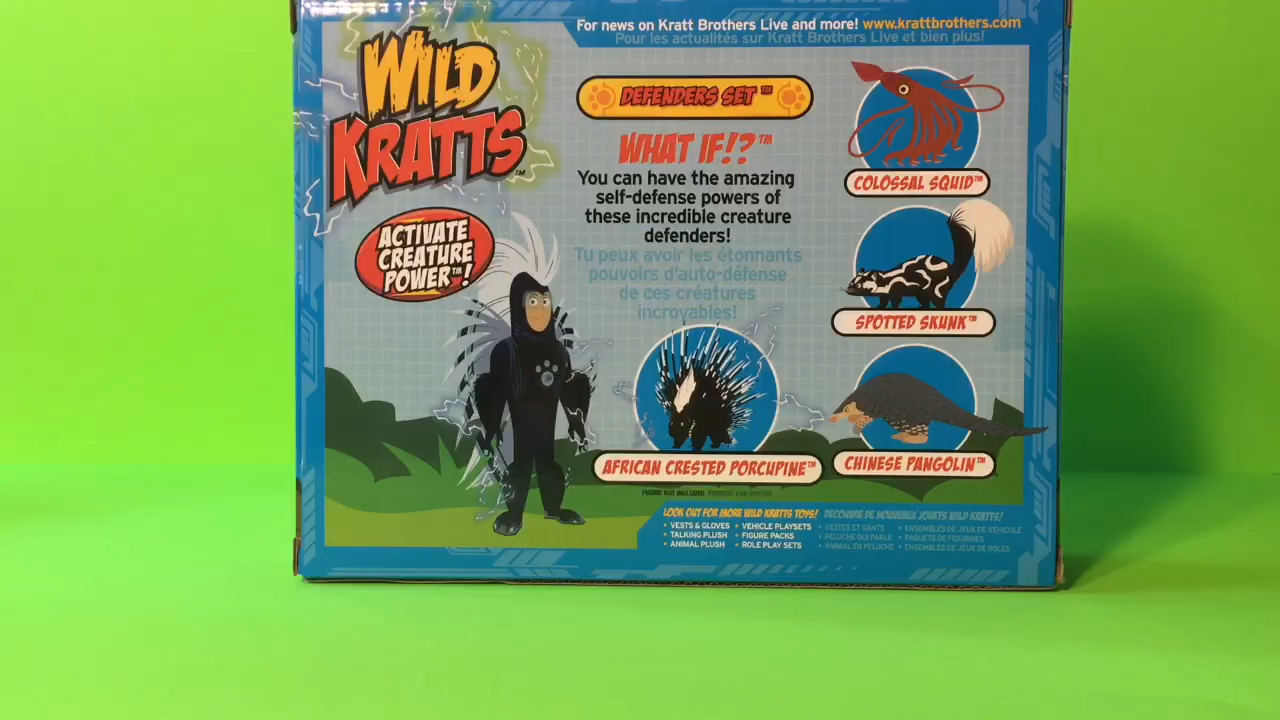 For news on Kratt Brothers Live and more! www.krattbrothers.com
Pour les actualités sur Kratt Brothers Live et bien plus!
WILD
KRATTS™
DEFENDERS SET™
WHAT IF!?™
You can have the amazing
self-defense powers of
these incredible creature
defenders!
Tu peux avoir les étonnants
pouvoirs d'auto-défense
de ces créatures
incroyables!
ACTIVATE
CREATURE
POWER™!
COLOSSAL SQUID™
SPOTTED SKUNK™
AFRICAN CRESTED PORCUPINE™
CHINESE PANGOLIN™
FIGURE NOT INCLUDED
LOOK OUT FOR MORE WILD KRATTS TOYS!
• VESTS & GLOVES • VEHICLE PLAYSETS
• TALKING PLUSH • FIGURE PACKS
• ANIMAL PLUSH • ROLE PLAY SETS
DÉCOUVRE DE NOUVEAUX JOUETS WILD KRATTS!
• VESTES ET GANTS • ENSEMBLES DE JEUX DE VEHICULE
• PELUCHE QUI PARLE • PAQUETS DE FIGURINES
• ANIMAL EN PELUCHE • ENSEMBLES DE JEUX DE ROLES